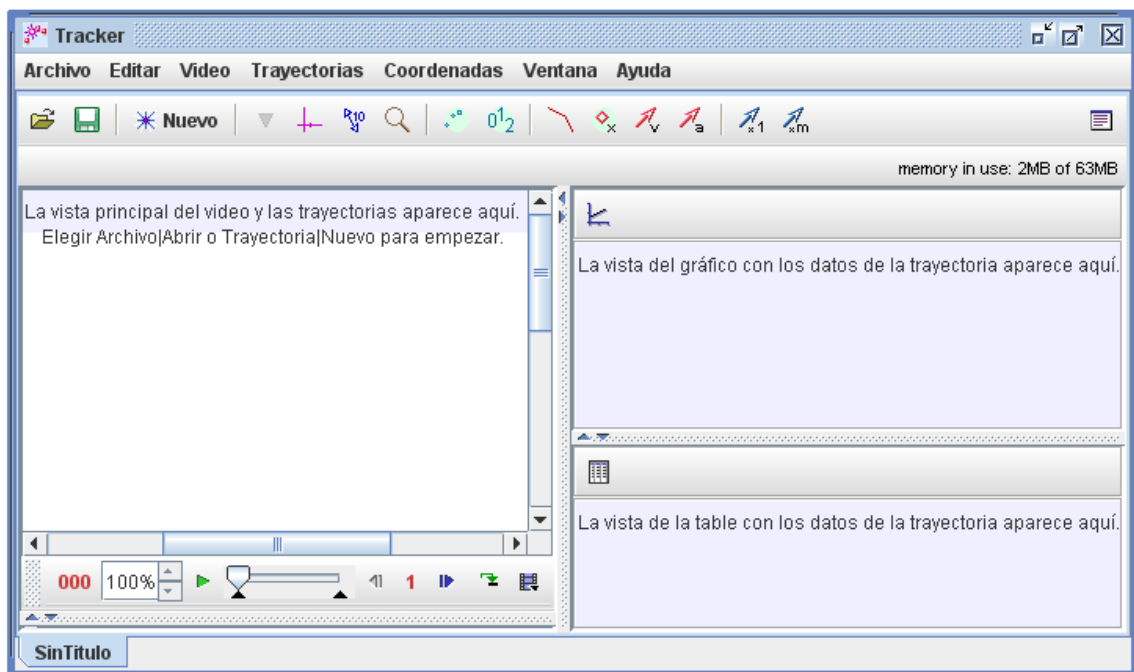 Tracker
Archivo Editar Video Trayectorias Coordenadas Ventana Ayuda
Nuevo
memory in use: 2MB of 63MB
La vista principal del video y las trayectorias aparece aquí.
Elegir Archivo|Abrir o Trayectoria|Nuevo para empezar.
La vista del gráfico con los datos de la trayectoria aparece aquí.
La vista de la table con los datos de la trayectoria aparece aquí.
000 100% 1
SinTitulo